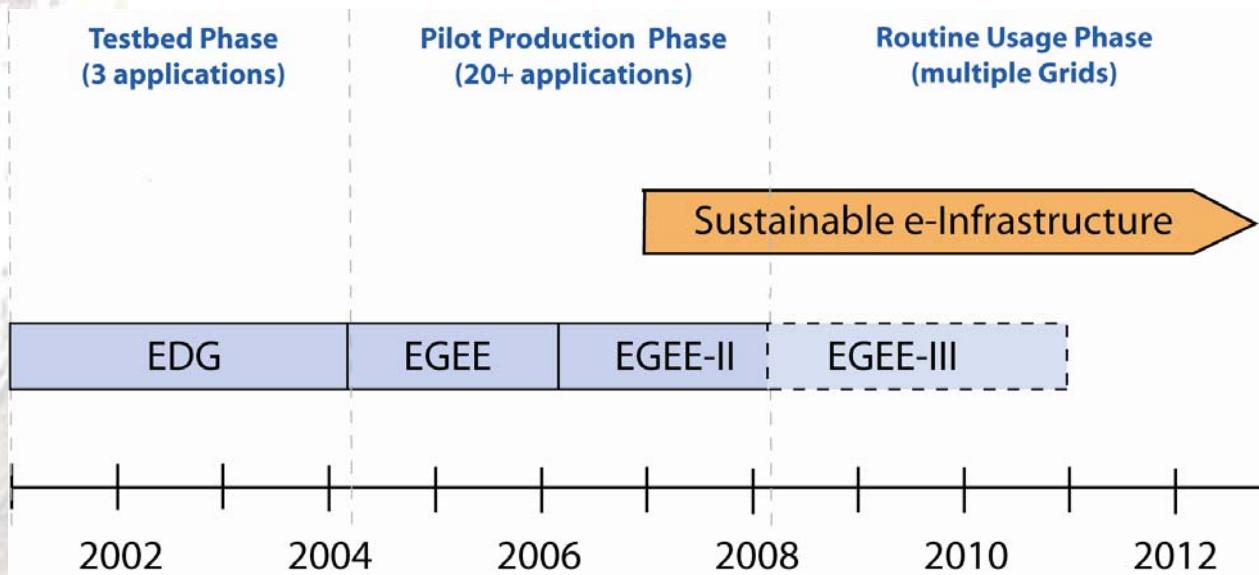 Testbed Phase
(3 applications)
Pilot Production Phase
(20+ applications)
Routine Usage Phase
(multiple Grids)
Sustainable e-Infrastructure
EDG
EGEE
EGEE-II
EGEE-III
2002
2004
2006
2008
2010
2012